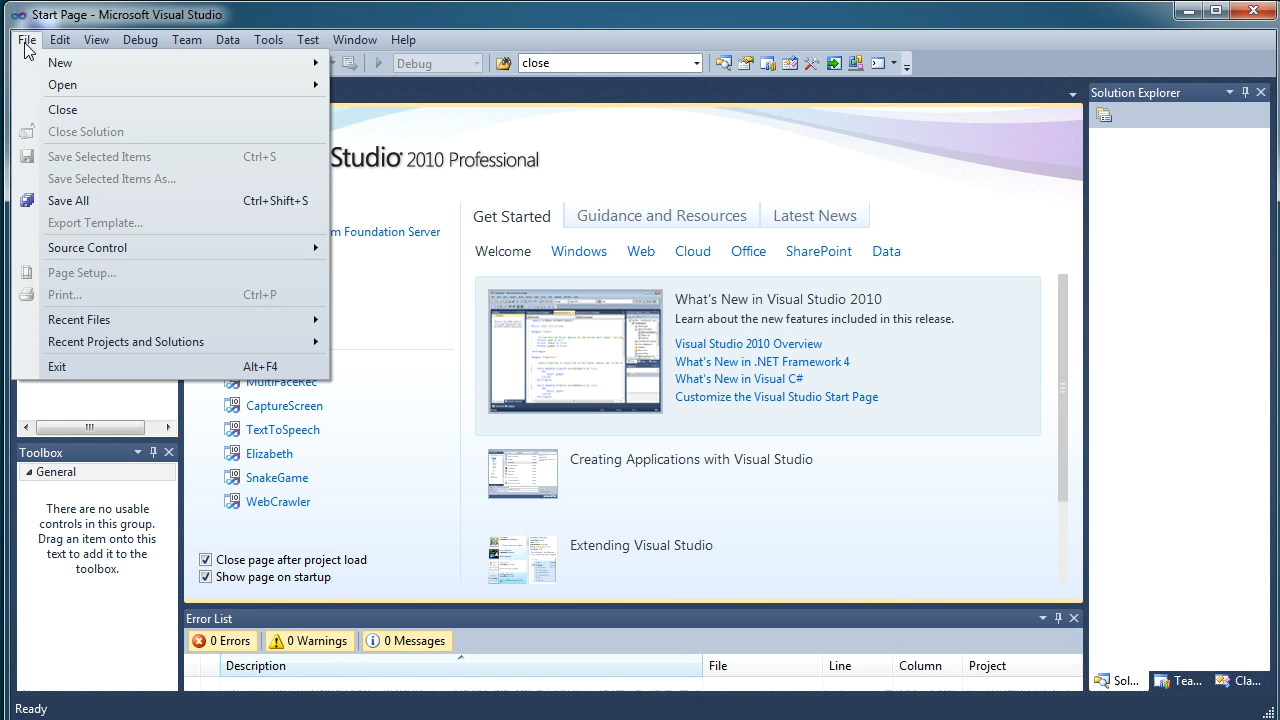 Start Page - Microsoft Visual Studio
File Edit View Debug Team Data Tools Test Window Help
Debug
close
New
Open
Close
Close Solution
Save Selected Items Ctrl+S
Save Selected Items As...
Save All Ctrl+Shift+S
Export Template...
Source Control
Page Setup...
Print... Ctrl+P
Recent Files
Recent Projects and Solutions
Exit Alt+F4
Studio 2010 Professional
m Foundation Server
MultiFaceRec
CaptureScreen
TextToSpeech
Elizabeth
SnakeGame
WebCrawler
Close page after project load
Show page on startup
Get Started Guidance and Resources Latest News
Welcome Windows Web Cloud Office SharePoint Data
What's New in Visual Studio 2010
Learn about the new features included in this release.
Visual Studio 2010 Overview
What's New in .NET Framework 4
What's New in Visual C#
Customize the Visual Studio Start Page
Creating Applications with Visual Studio
Extending Visual Studio
Solution Explorer
Toolbox
General
There are no usable
controls in this group.
Drag an item onto this
text to add it to the
toolbox.
Error List
0 Errors 0 Warnings 0 Messages
Description File Line Column Project
Sol... Tea... Cla...
Ready